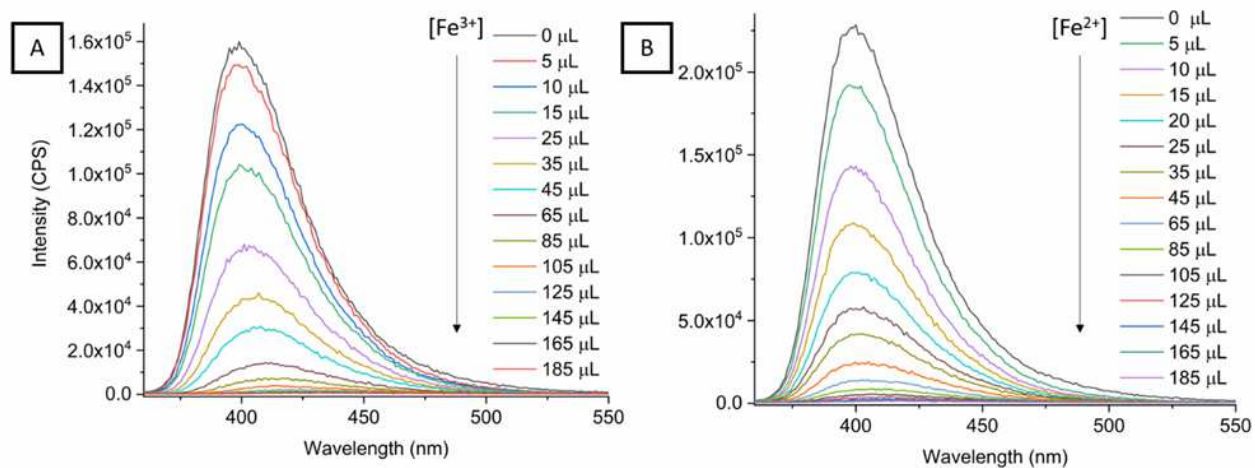 A
[Fe³⁺]
1.6x10⁵
1.4x10⁵
1.2x10⁵
1.0x10⁵
8.0x10⁴
6.0x10⁴
4.0x10⁴
2.0x10⁴
0.0
Intensity (CPS)
400
450
500
550
Wavelength (nm)
0 μL
5 μL
10 μL
15 μL
25 μL
35 μL
45 μL
65 μL
85 μL
105 μL
125 μL
145 μL
165 μL
185 μL
B
[Fe²⁺]
2.0x10⁵
1.5x10⁵
1.0x10⁵
5.0x10⁴
0.0
400
450
500
550
Wavelength (nm)
0 μL
5 μL
10 μL
15 μL
20 μL
25 μL
35 μL
45 μL
65 μL
85 μL
105 μL
125 μL
145 μL
165 μL
185 μL